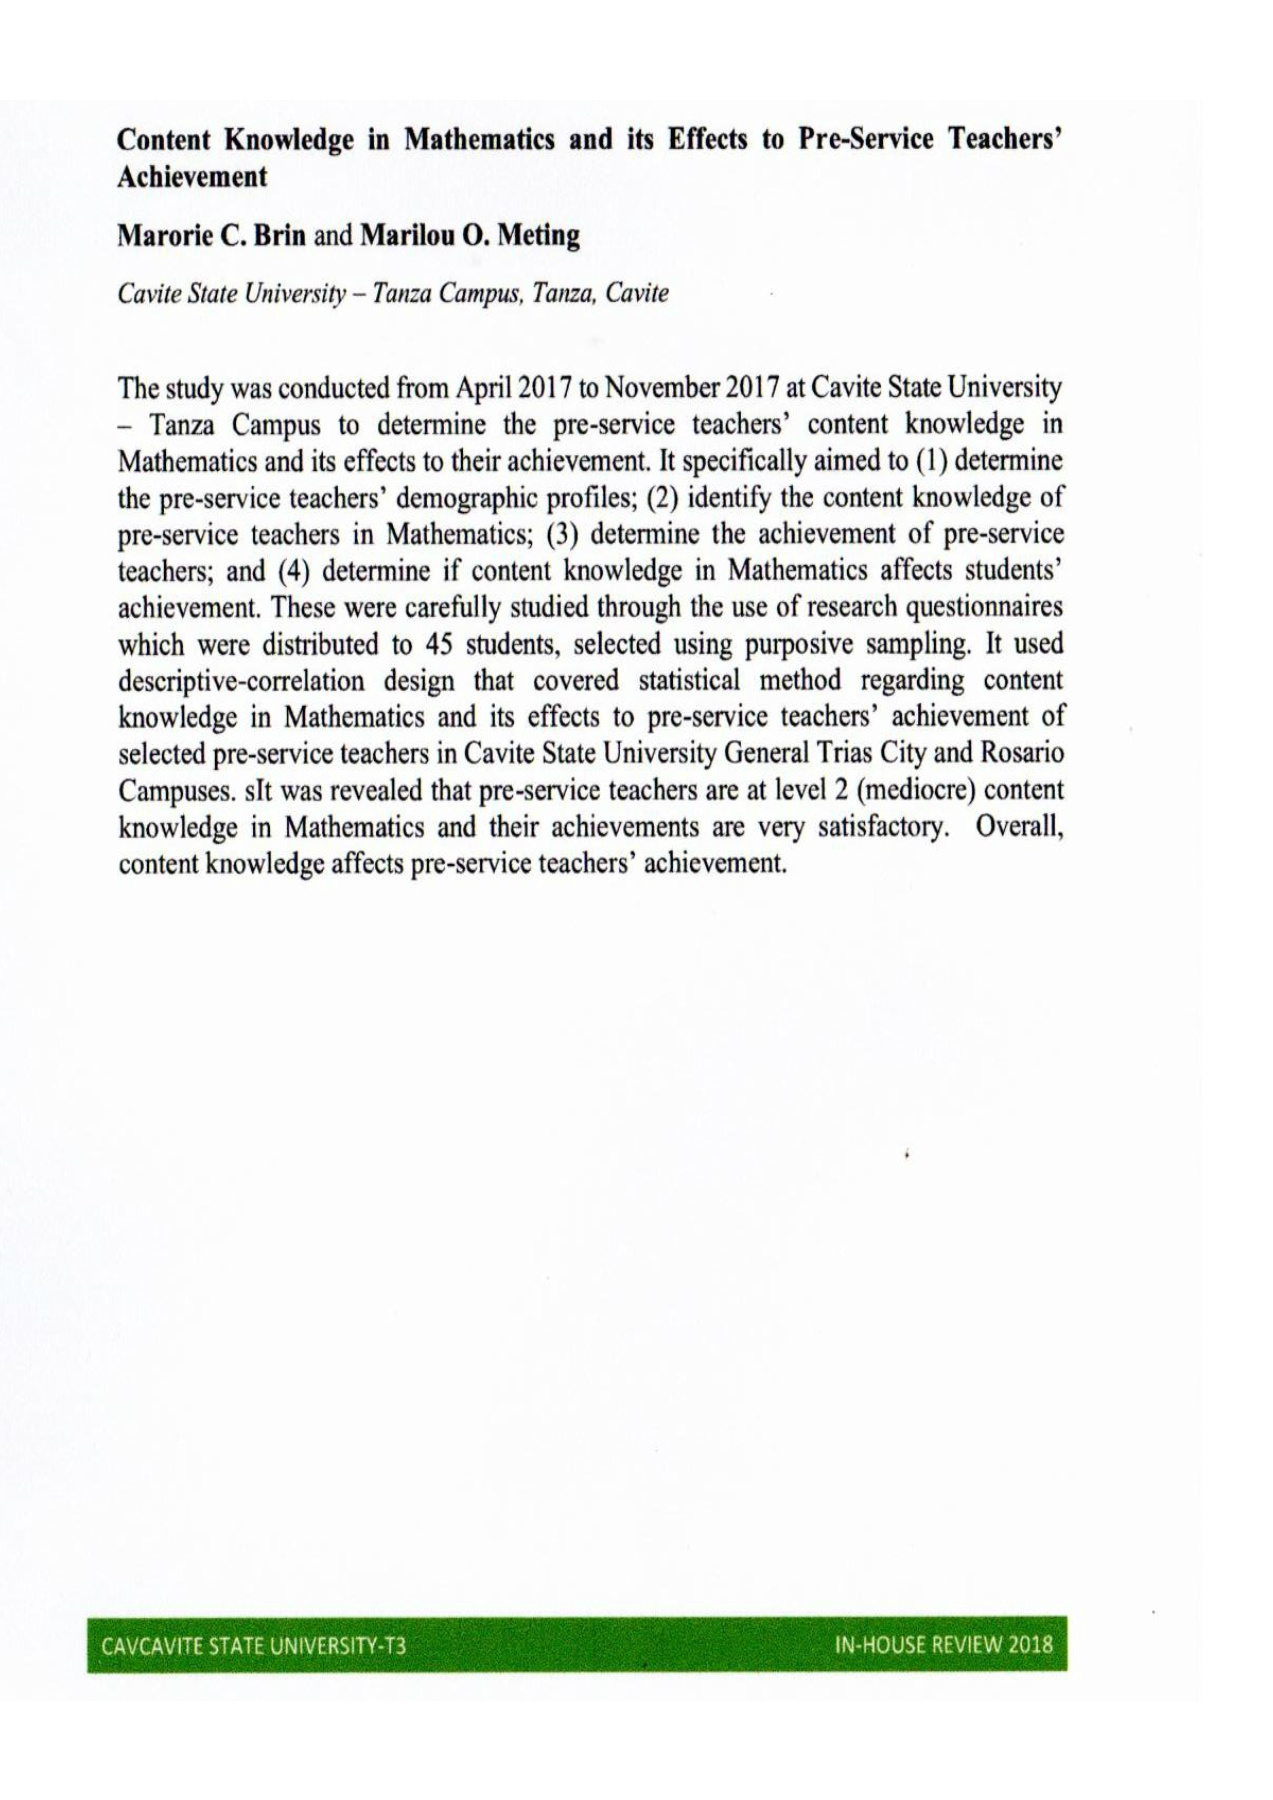 Content Knowledge in Mathematics and its Effects to Pre-Service Teachers’
Achievement
Marorie C. Brin and Marilou O. Meting
Cavite State University – Tanza Campus, Tanza, Cavite
The study was conducted from April 2017 to November 2017 at Cavite State University
– Tanza Campus to determine the pre-service teachers’ content knowledge in
Mathematics and its effects to their achievement. It specifically aimed to (1) determine
the pre-service teachers’ demographic profiles; (2) identify the content knowledge of
pre-service teachers in Mathematics; (3) determine the achievement of pre-service
teachers; and (4) determine if content knowledge in Mathematics affects students’
achievement. These were carefully studied through the use of research questionnaires
which were distributed to 45 students, selected using purposive sampling. It used
descriptive-correlation design that covered statistical method regarding content
knowledge in Mathematics and its effects to pre-service teachers’ achievement of
selected pre-service teachers in Cavite State University General Trias City and Rosario
Campuses. sIt was revealed that pre-service teachers are at level 2 (mediocre) content
knowledge in Mathematics and their achievements are very satisfactory. Overall,
content knowledge affects pre-service teachers’ achievement.
CAVCAVITE STATE UNIVERSITY-T3 IN-HOUSE REVIEW 2018